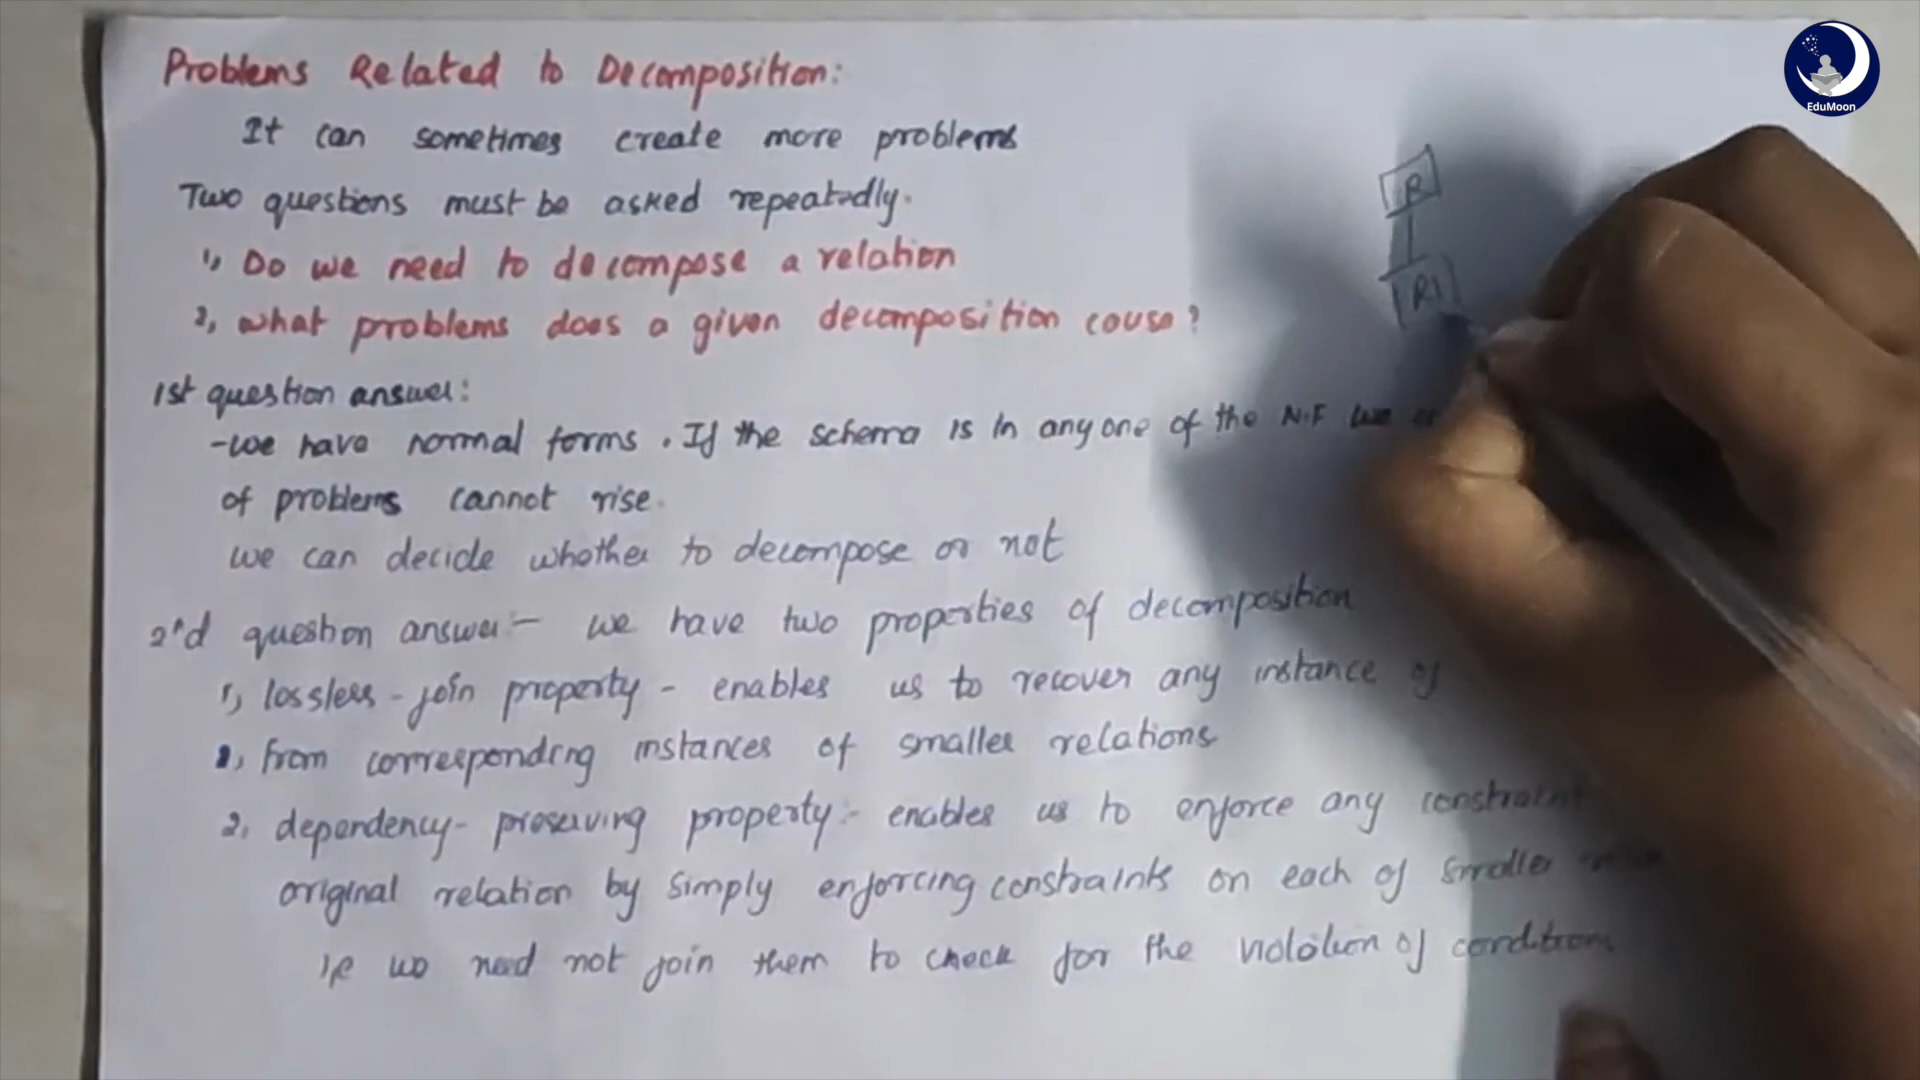 EduMoon
Problems Related to Decomposition:
It can sometimes create more problems
Two questions must be asked repeatedly.
1, Do we need to decompose a relation
2, what problems does a given decomposition couse?
R
R1
1st question answer:
-we have normal forms. If the schema is in any one of the N.F we
of problems cannot rise.
we can decide whether to decompose or not
2nd question answer:- we have two properties of decomposition
1, lossless-join property - enables us to recover any instance of
from corresponding instances of smaller relations
2. dependency-preserving property:- enables us to enforce any constraint
original relation by simply enforcing constraints on each of smaller
we need not join them to check for the violation of condition